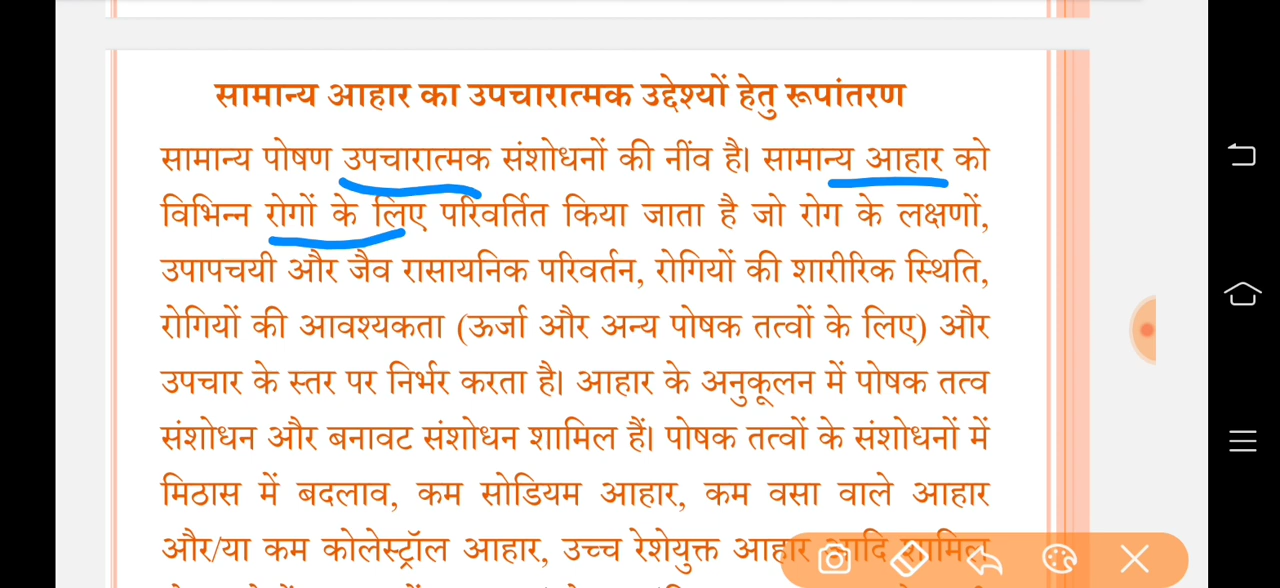 सामान्य आहार का उपचारात्मक उद्देश्यों हेतु रूपांतरण
सामान्य पोषण उपचारात्मक संशोधनों की नींव है। सामान्य आहार को
विभिन्न रोगों के लिए परिवर्तित किया जाता है जो रोग के लक्षणों,
उपापचयी और जैव रासायनिक परिवर्तन, रोगियों की शारीरिक स्थिति,
रोगियों की आवश्यकता (ऊर्जा और अन्य पोषक तत्वों के लिए) और
उपचार के स्तर पर निर्भर करता है। आहार के अनुकूलन में पोषक तत्व
संशोधन और बनावट संशोधन शामिल हैं। पोषक तत्वों के संशोधनों में
मिठास में बदलाव, कम सोडियम आहार, कम वसा वाले आहार
और/या कम कोलेस्ट्रॉल आहार, उच्च रेशेयुक्त आहार आदि शामिल